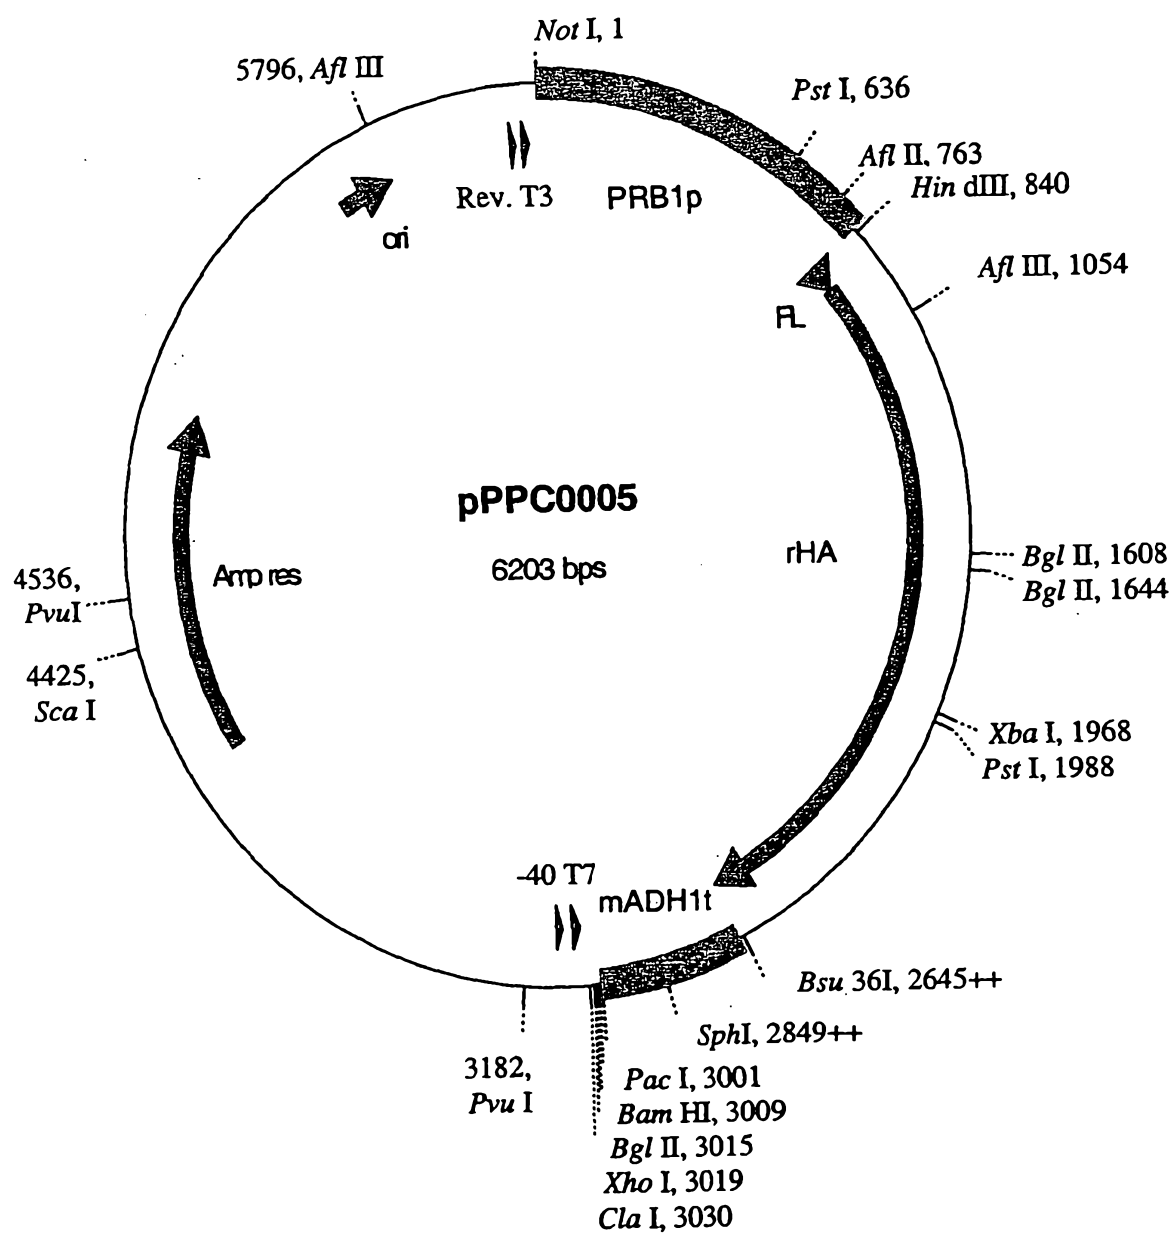 Not I, 1
5796, Afl III
Pst I, 636
Afl II, 763
Hin dIII, 840
Rev. T3
PRB1p
ori
Afl III, 1054
FL
pPPC0005
6203 bps
rHA
Amp res
Bgl II, 1608
Bgl II, 1644
4536,
PvuI
4425,
Sca I
Xba I, 1968
Pst I, 1988
-40 T7
mADH1t
Bsu 36I, 2645++
SphI, 2849++
3182,
Pvu I
Pac I, 3001
Bam HI, 3009
Bgl II, 3015
Xho I, 3019
Cla I, 3030